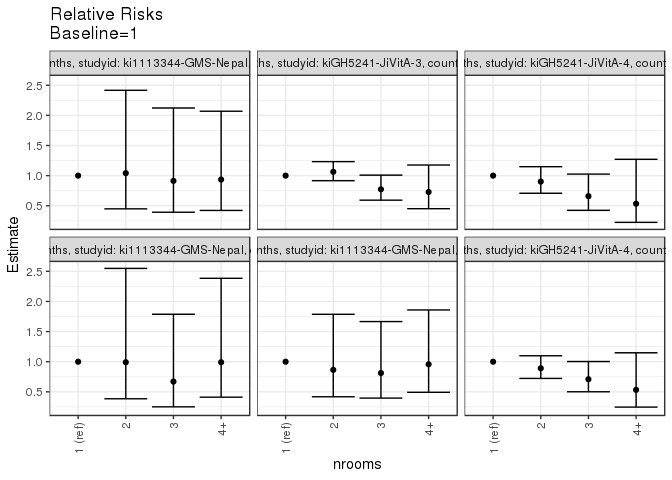 Relative Risks
Baseline=1
nths, studyid: ki1113344-GMS-Nepal,
ths, studyid: kiGH5241-JiVitA-3, count
ths, studyid: kiGH5241-JiVitA-4, count
2.5
2.0
1.5
1.0
0.5
Estimate
nths, studyid: ki1113344-GMS-Nepal,
nths, studyid: ki1113344-GMS-Nepal,
ths, studyid: kiGH5241-JiVitA-4, count
2.5
2.0
1.5
1.0
0.5
1 (ref)
2
3
4+
1 (ref)
2
3
4+
1 (ref)
2
3
4+
nrooms